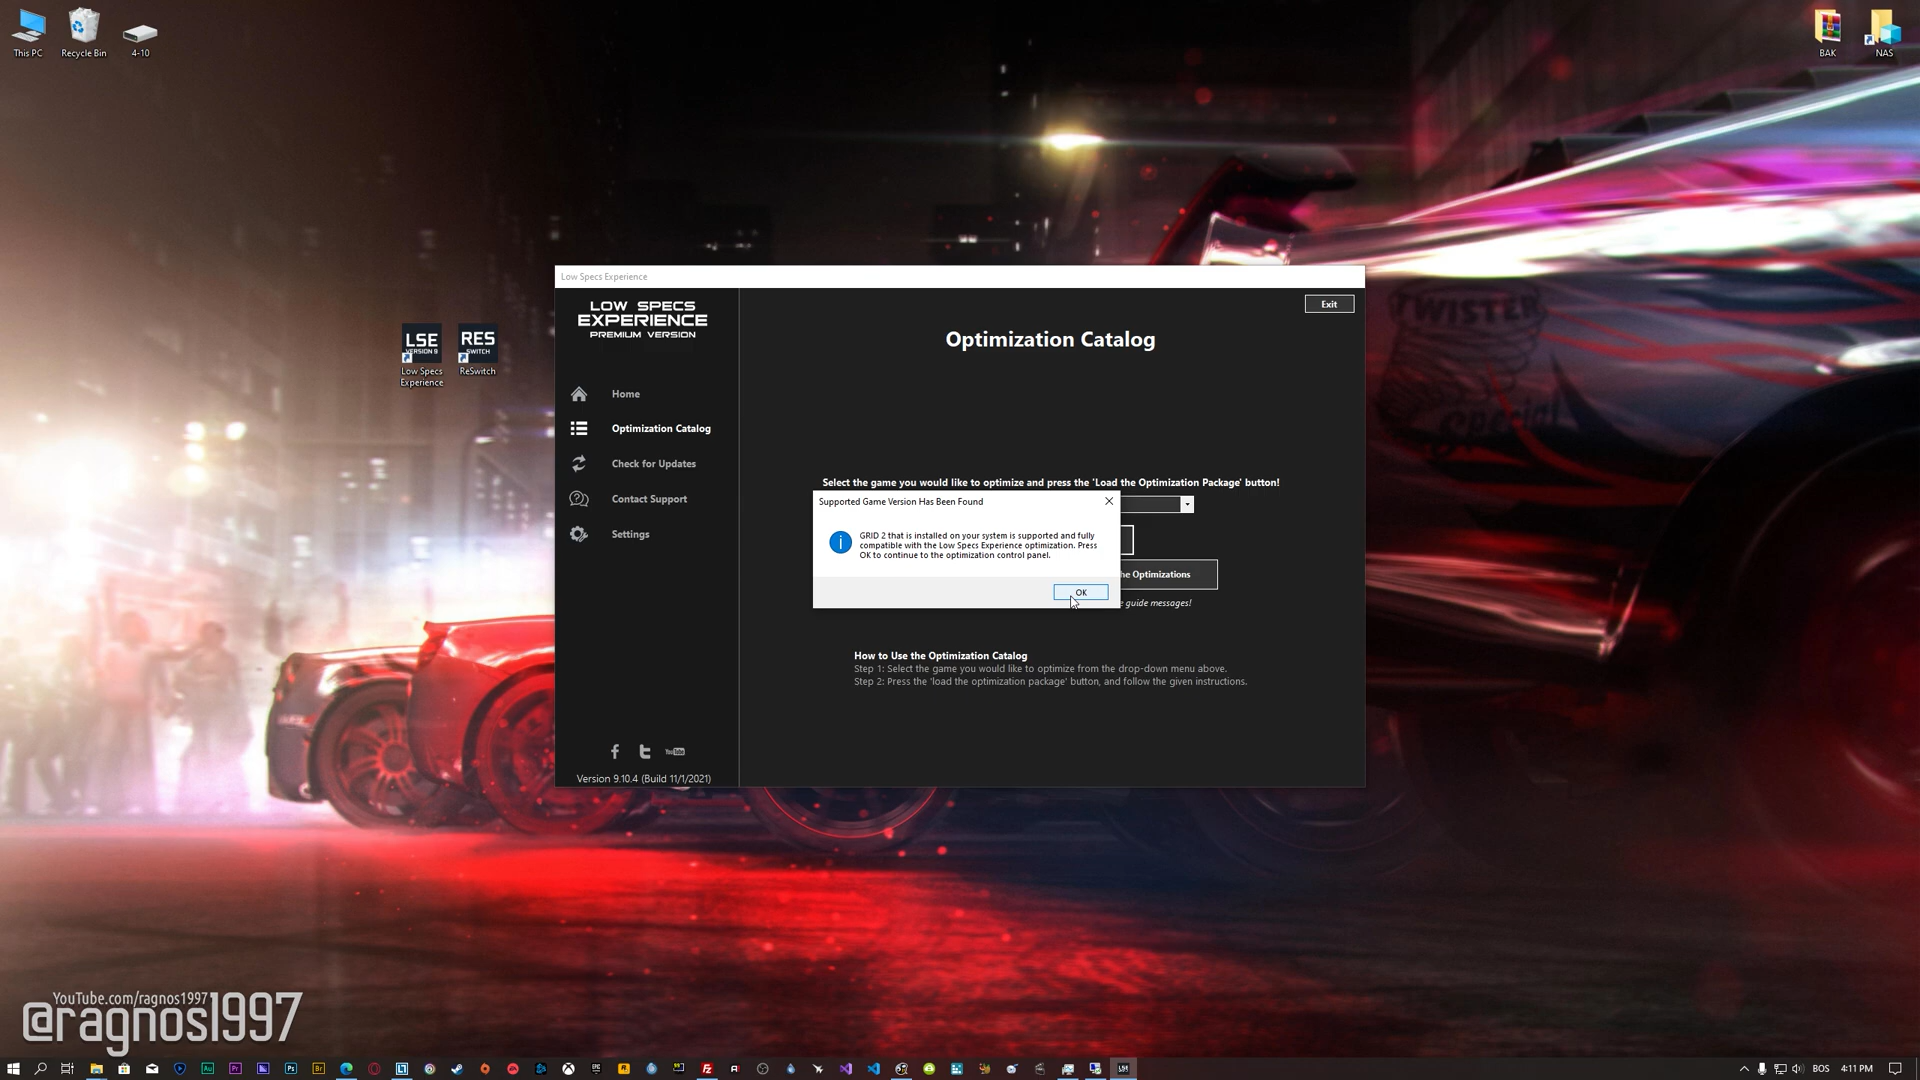 This PC
Recycle Bin
4-10
BAK
NAS
LSE
VERSION 9
Low Specs
Experience
RES
SWITCH
ReSwitch
Low Specs Experience
LOW SPECS
EXPERIENCE
PREMIUM VERSION
Home
Optimization Catalog
Check for Updates
Contact Support
Settings
Version 9.10.4 (Build 11/1/2021)
Exit
Optimization Catalog
Select the game you would like to optimize and press the 'Load the Optimization Package' button!
Supported Game Version Has Been Found
GRID 2 that is installed on your system is supported and fully
compatible with the Low Specs Experience optimization. Press
OK to continue to the optimization control panel.
OK
he Optimizations
e guide messages!
How to Use the Optimization Catalog
Step 1: Select the game you would like to optimize from the drop-down menu above.
Step 2: Press the 'load the optimization package' button, and follow the given instructions.
TWISTER
Special
YouTube.com/ragnos1997
@ragnos1997
BOS
4:11 PM